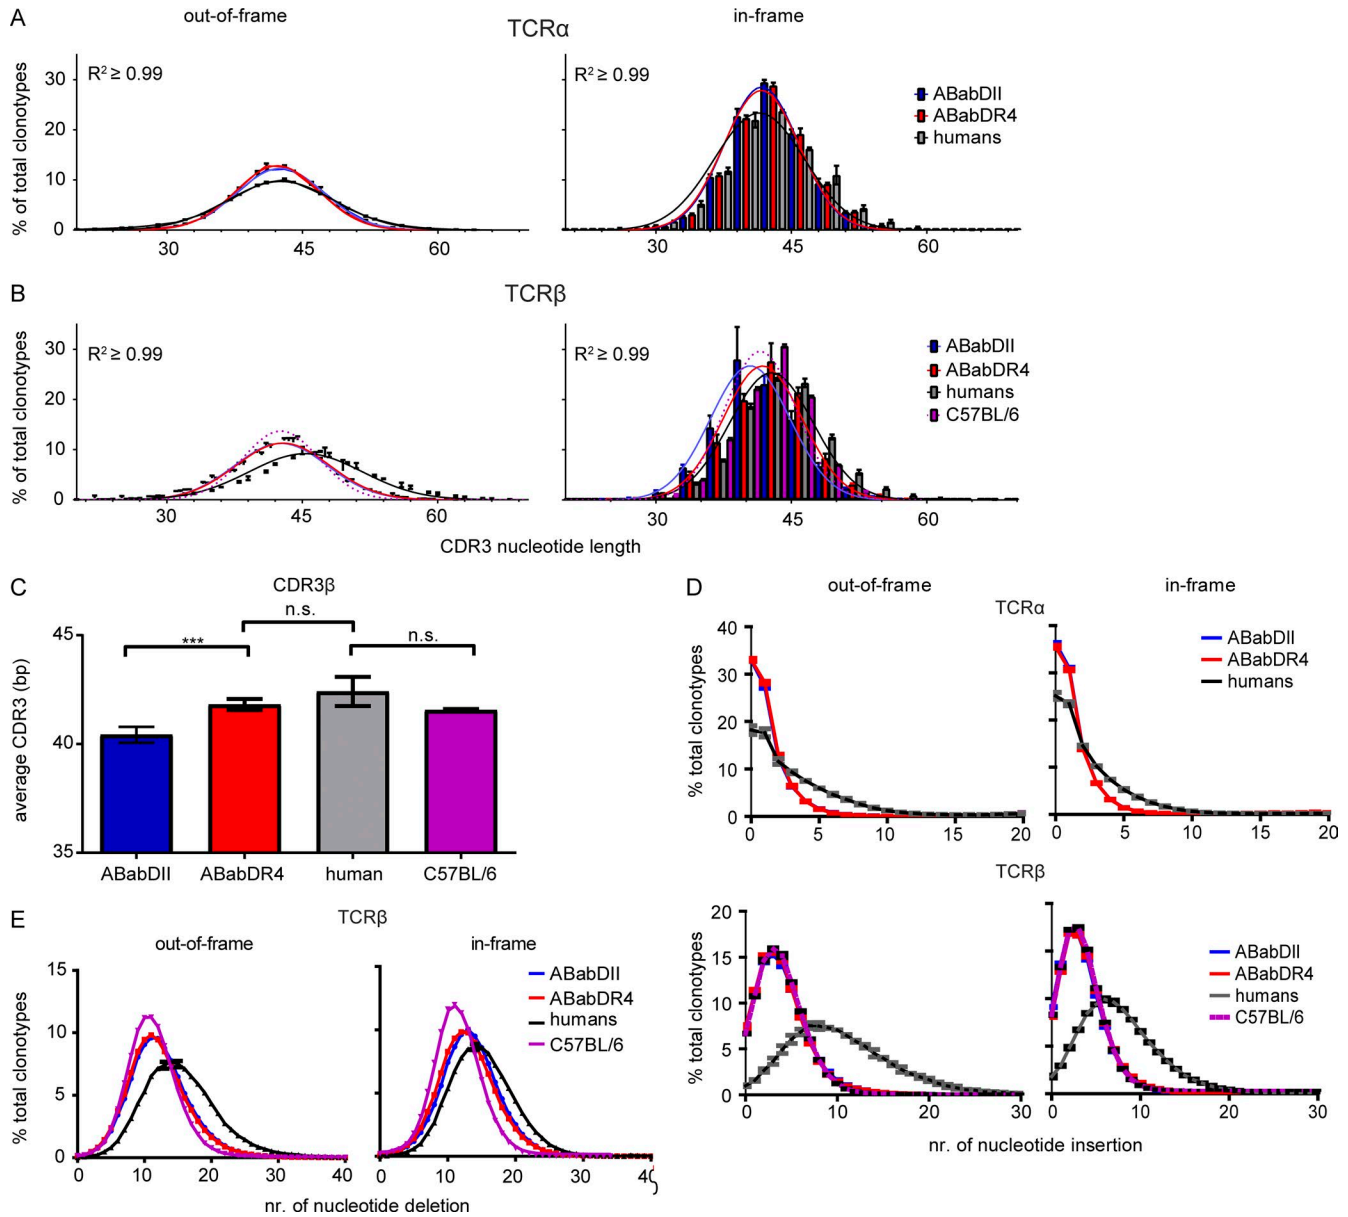 A
out-of-frame
TCRα
in-frame
% of total clonotypes
30
20
10
0
R² ≥ 0.99
30
45
60
R² ≥ 0.99
30
45
60
ABabDII
ABabDR4
humans
B
TCRβ
% of total clonotypes
30
20
10
0
R² ≥ 0.99
30
45
60
R² ≥ 0.99
30
45
60
ABabDII
ABabDR4
humans
C57BL/6
CDR3 nucleotide length
C
CDR3β
average CDR3 (bp)
45
40
35
***
n.s.
n.s.
ABabDII
ABabDR4
human
C57BL/6
D
out-of-frame
in-frame
TCRα
% total clonotypes
40
30
20
10
0
0
5
10
15
20
0
5
10
15
20
ABabDII
ABabDR4
humans
TCRβ
% total clonotypes
20
15
10
5
0
0
10
20
30
0
10
20
30
ABabDII
ABabDR4
humans
C57BL/6
nr. of nucleotide insertion
E
TCRβ
out-of-frame
in-frame
% total clonotypes
15
10
5
0
0
10
20
30
40
0
10
20
30
40
ABabDII
ABabDR4
humans
C57BL/6
nr. of nucleotide deletion